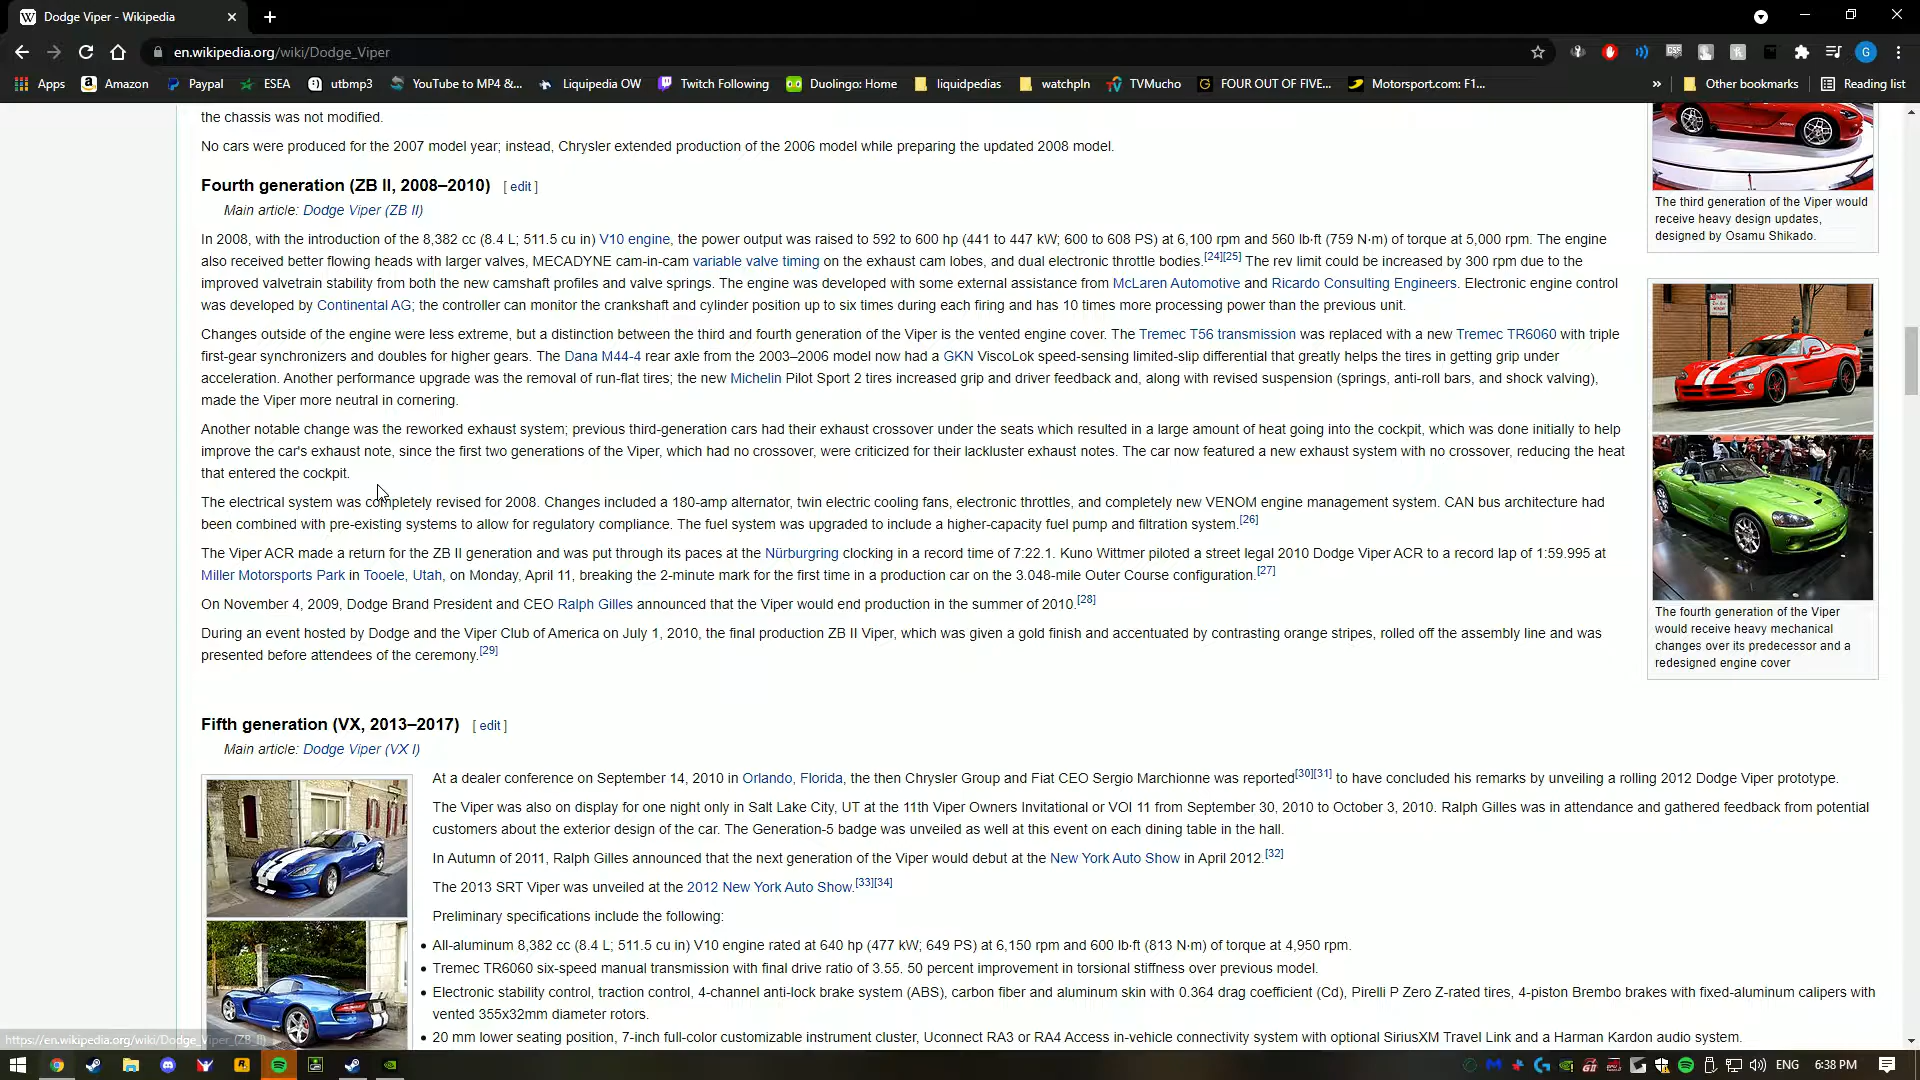 Dodge Viper - Wikipedia
en.wikipedia.org/wiki/Dodge_Viper
Apps
Amazon
Paypal
ESEA
utbmp3
YouTube to MP4 &...
Liquipedia OW
Twitch Following
Duolingo: Home
liquidpedias
watchpln
TVMucho
FOUR OUT OF FIVE...
Motorsport.com: F1...
»
Other bookmarks
Reading list
the chassis was not modified.
No cars were produced for the 2007 model year; instead, Chrysler extended production of the 2006 model while preparing the updated 2008 model.
The third generation of the Viper would
receive heavy design updates,
designed by Osamu Shikado.
Fourth generation (ZB II, 2008–2010) [ edit ]
Main article: Dodge Viper (ZB II)
In 2008, with the introduction of the 8,382 cc (8.4 L; 511.5 cu in) V10 engine, the power output was raised to 592 to 600 hp (441 to 447 kW; 600 to 608 PS) at 6,100 rpm and 560 lb·ft (759 N·m) of torque at 5,000 rpm. The engine
also received better flowing heads with larger valves, MECADYNE cam-in-cam variable valve timing on the exhaust cam lobes, and dual electronic throttle bodies.[24][25] The rev limit could be increased by 300 rpm due to the
improved valvetrain stability from both the new camshaft profiles and valve springs. The engine was developed with some external assistance from McLaren Automotive and Ricardo Consulting Engineers. Electronic engine control
was developed by Continental AG; the controller can monitor the crankshaft and cylinder position up to six times during each firing and has 10 times more processing power than the previous unit.
Changes outside of the engine were less extreme, but a distinction between the third and fourth generation of the Viper is the vented engine cover. The Tremec T56 transmission was replaced with a new Tremec TR6060 with triple
first-gear synchronizers and doubles for higher gears. The Dana M44-4 rear axle from the 2003–2006 model now had a GKN ViscoLok speed-sensing limited-slip differential that greatly helps the tires in getting grip under
acceleration. Another performance upgrade was the removal of run-flat tires; the new Michelin Pilot Sport 2 tires increased grip and driver feedback and, along with revised suspension (springs, anti-roll bars, and shock valving),
made the Viper more neutral in cornering.
Another notable change was the reworked exhaust system; previous third-generation cars had their exhaust crossover under the seats which resulted in a large amount of heat going into the cockpit, which was done initially to help
improve the car's exhaust note, since the first two generations of the Viper, which had no crossover, were criticized for their lackluster exhaust notes. The car now featured a new exhaust system with no crossover, reducing the heat
that entered the cockpit.
The electrical system was completely revised for 2008. Changes included a 180-amp alternator, twin electric cooling fans, electronic throttles, and completely new VENOM engine management system. CAN bus architecture had
been combined with pre-existing systems to allow for regulatory compliance. The fuel system was upgraded to include a higher-capacity fuel pump and filtration system.[26]
The Viper ACR made a return for the ZB II generation and was put through its paces at the Nürburgring clocking in a record time of 7:22.1. Kuno Wittmer piloted a street legal 2010 Dodge Viper ACR to a record lap of 1:59.995 at
Miller Motorsports Park in Tooele, Utah, on Monday, April 11, breaking the 2-minute mark for the first time in a production car on the 3.048-mile Outer Course configuration.[27]
On November 4, 2009, Dodge Brand President and CEO Ralph Gilles announced that the Viper would end production in the summer of 2010.[28]
During an event hosted by Dodge and the Viper Club of America on July 1, 2010, the final production ZB II Viper, which was given a gold finish and accentuated by contrasting orange stripes, rolled off the assembly line and was
presented before attendees of the ceremony.[29]
The fourth generation of the Viper
would receive heavy mechanical
changes over its predecessor and a
redesigned engine cover
Fifth generation (VX, 2013–2017) [ edit ]
Main article: Dodge Viper (VX I)
At a dealer conference on September 14, 2010 in Orlando, Florida, the then Chrysler Group and Fiat CEO Sergio Marchionne was reported[30][31] to have concluded his remarks by unveiling a rolling 2012 Dodge Viper prototype.
The Viper was also on display for one night only in Salt Lake City, UT at the 11th Viper Owners Invitational or VOI 11 from September 30, 2010 to October 3, 2010. Ralph Gilles was in attendance and gathered feedback from potential
customers about the exterior design of the car. The Generation-5 badge was unveiled as well at this event on each dining table in the hall.
In Autumn of 2011, Ralph Gilles announced that the next generation of the Viper would debut at the New York Auto Show in April 2012.[32]
The 2013 SRT Viper was unveiled at the 2012 New York Auto Show.[33][34]
Preliminary specifications include the following:
• All-aluminum 8,382 cc (8.4 L; 511.5 cu in) V10 engine rated at 640 hp (477 kW; 649 PS) at 6,150 rpm and 600 lb·ft (813 N·m) of torque at 4,950 rpm.
• Tremec TR6060 six-speed manual transmission with final drive ratio of 3.55. 50 percent improvement in torsional stiffness over previous model.
• Electronic stability control, traction control, 4-channel anti-lock brake system (ABS), carbon fiber and aluminum skin with 0.364 drag coefficient (Cd), Pirelli P Zero Z-rated tires, 4-piston Brembo brakes with fixed-aluminum calipers with
vented 355x32mm diameter rotors.
• 20 mm lower seating position, 7-inch full-color customizable instrument cluster, Uconnect RA3 or RA4 Access in-vehicle connectivity system with optional SiriusXM Travel Link and a Harman Kardon audio system.
https://en.wikipedia.org/wiki/Dodge_Viper_(ZB_II)
ENG
6:38 PM